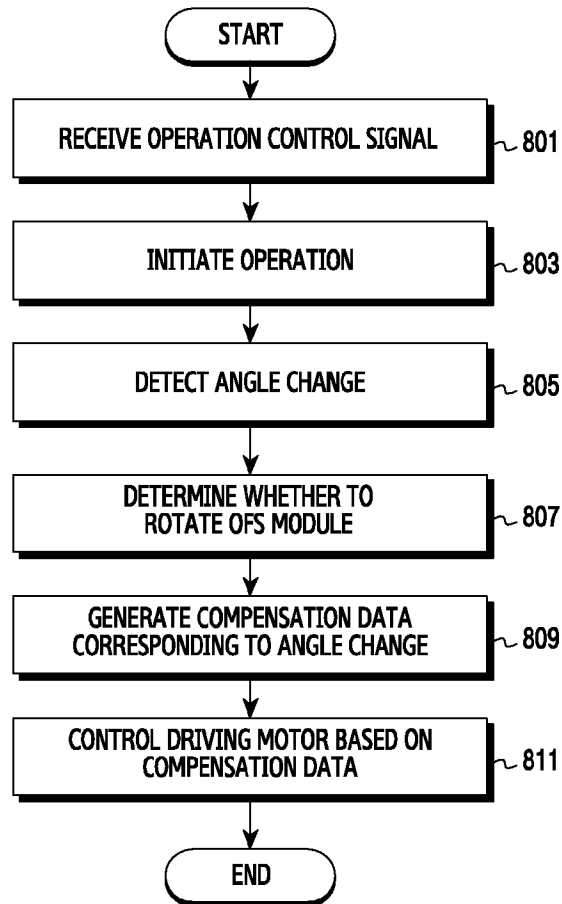 START
RECEIVE OPERATION CONTROL SIGNAL
801
INITIATE OPERATION
803
DETECT ANGLE CHANGE
805
DETERMINE WHETHER TO
ROTATE OFS MODULE
807
GENERATE COMPENSATION DATA
CORRESPONDING TO ANGLE CHANGE
809
CONTROL DRIVING MOTOR BASED ON
COMPENSATION DATA
811
END